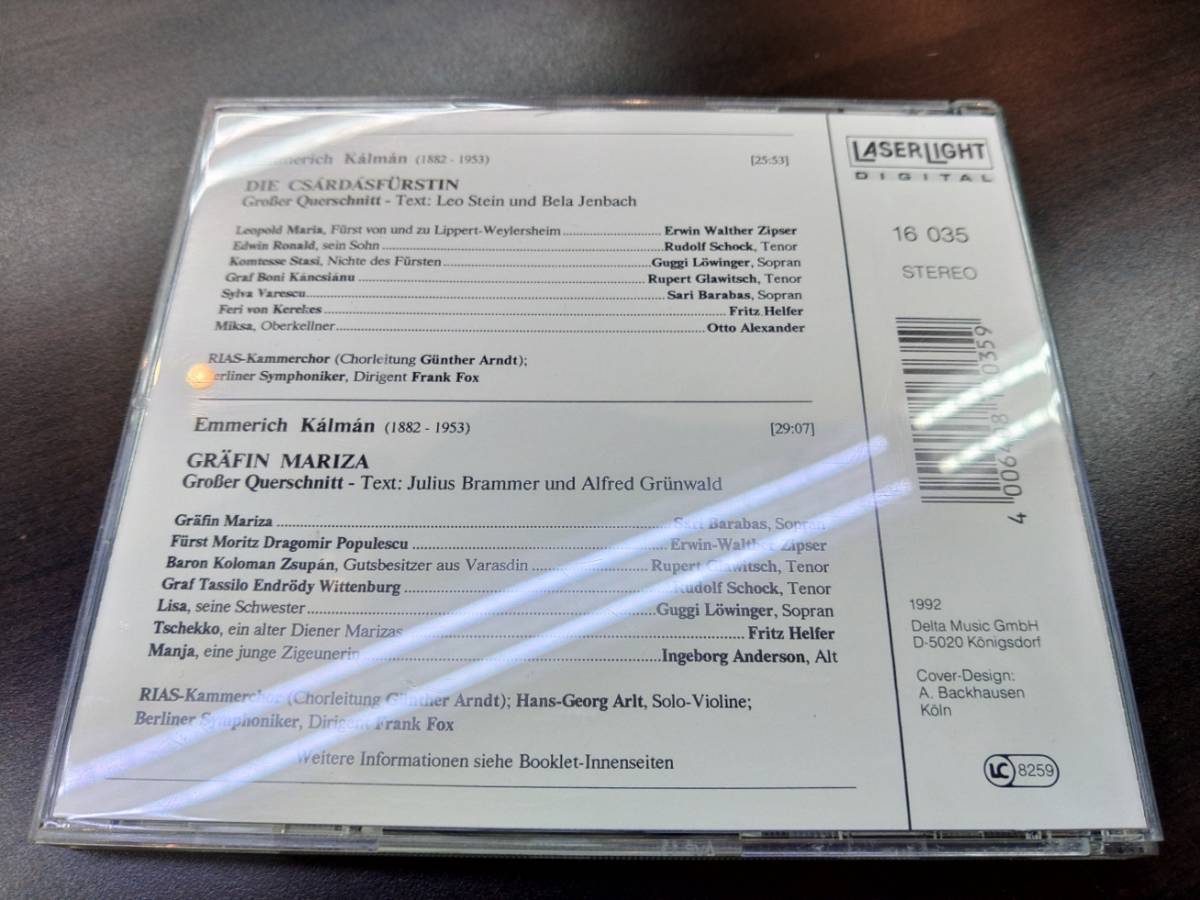 Emmerich Kálmán (1882 - 1953) [25:53]
DIE CSÁRDÁSFÜRSTIN
Großer Querschnitt - Text: Leo Stein und Bela Jenbach
Leopold Maria, Fürst von und zu Lippert-Weylersheim Erwin Walther Zipser
Edwin Ronald, sein Sohn Rudolf Schock, Tenor
Komtesse Stasi, Nichte des Fürsten Guggi Löwinger, Sopran
Graf Boni Káncsiánu Rupert Glawitsch, Tenor
Sylva Varescu Sari Barabas, Sopran
Feri von Kerekes Fritz Helfer
Miksa, Oberkellner Otto Alexander
RIAS-Kammerchor (Chorleitung Günther Arndt);
Berliner Symphoniker, Dirigent Frank Fox
Emmerich Kálmán (1882 - 1953) [29:07]
GRÄFIN MARIZA
Großer Querschnitt - Text: Julius Brammer und Alfred Grünwald
Gräfin Mariza Sari Barabas, Sopran
Fürst Moritz Dragomir Populescu Erwin-Walther Zipser
Baron Koloman Zsupán, Gutsbesitzer aus Varasdin Rupert Glawitsch, Tenor
Graf Tassilo Endrödy Wittenburg Rudolf Schock, Tenor
Lisa, seine Schwester Guggi Löwinger, Sopran
Tschekko, ein alter Diener Marizas Fritz Helfer
Manja, eine junge Zigeunerin Ingeborg Anderson, Alt
RIAS-Kammerchor (Chorleitung Günther Arndt); Hans-Georg Arlt, Solo-Violine;
Berliner Symphoniker, Dirigent Frank Fox
Weitere Informationen siehe Booklet-Innenseiten
LASERLIGHT
DIGITAL
16 035
STEREO
1992
Delta Music GmbH
D-5020 Königsdorf
Cover-Design:
A. Backhausen
Köln
LC 8259